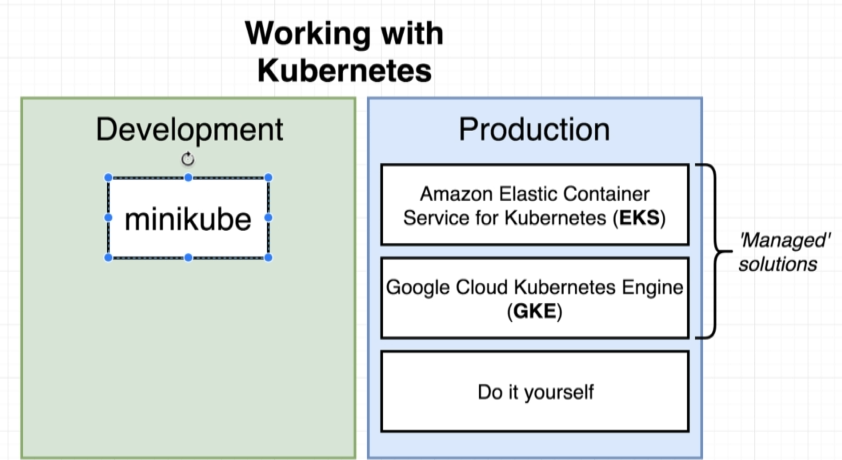 Working with
Kubernetes
Development
minikube
Production
Amazon Elastic Container
Service for Kubernetes (EKS)
Google Cloud Kubernetes Engine
(GKE)
Do it yourself
'Managed'
solutions